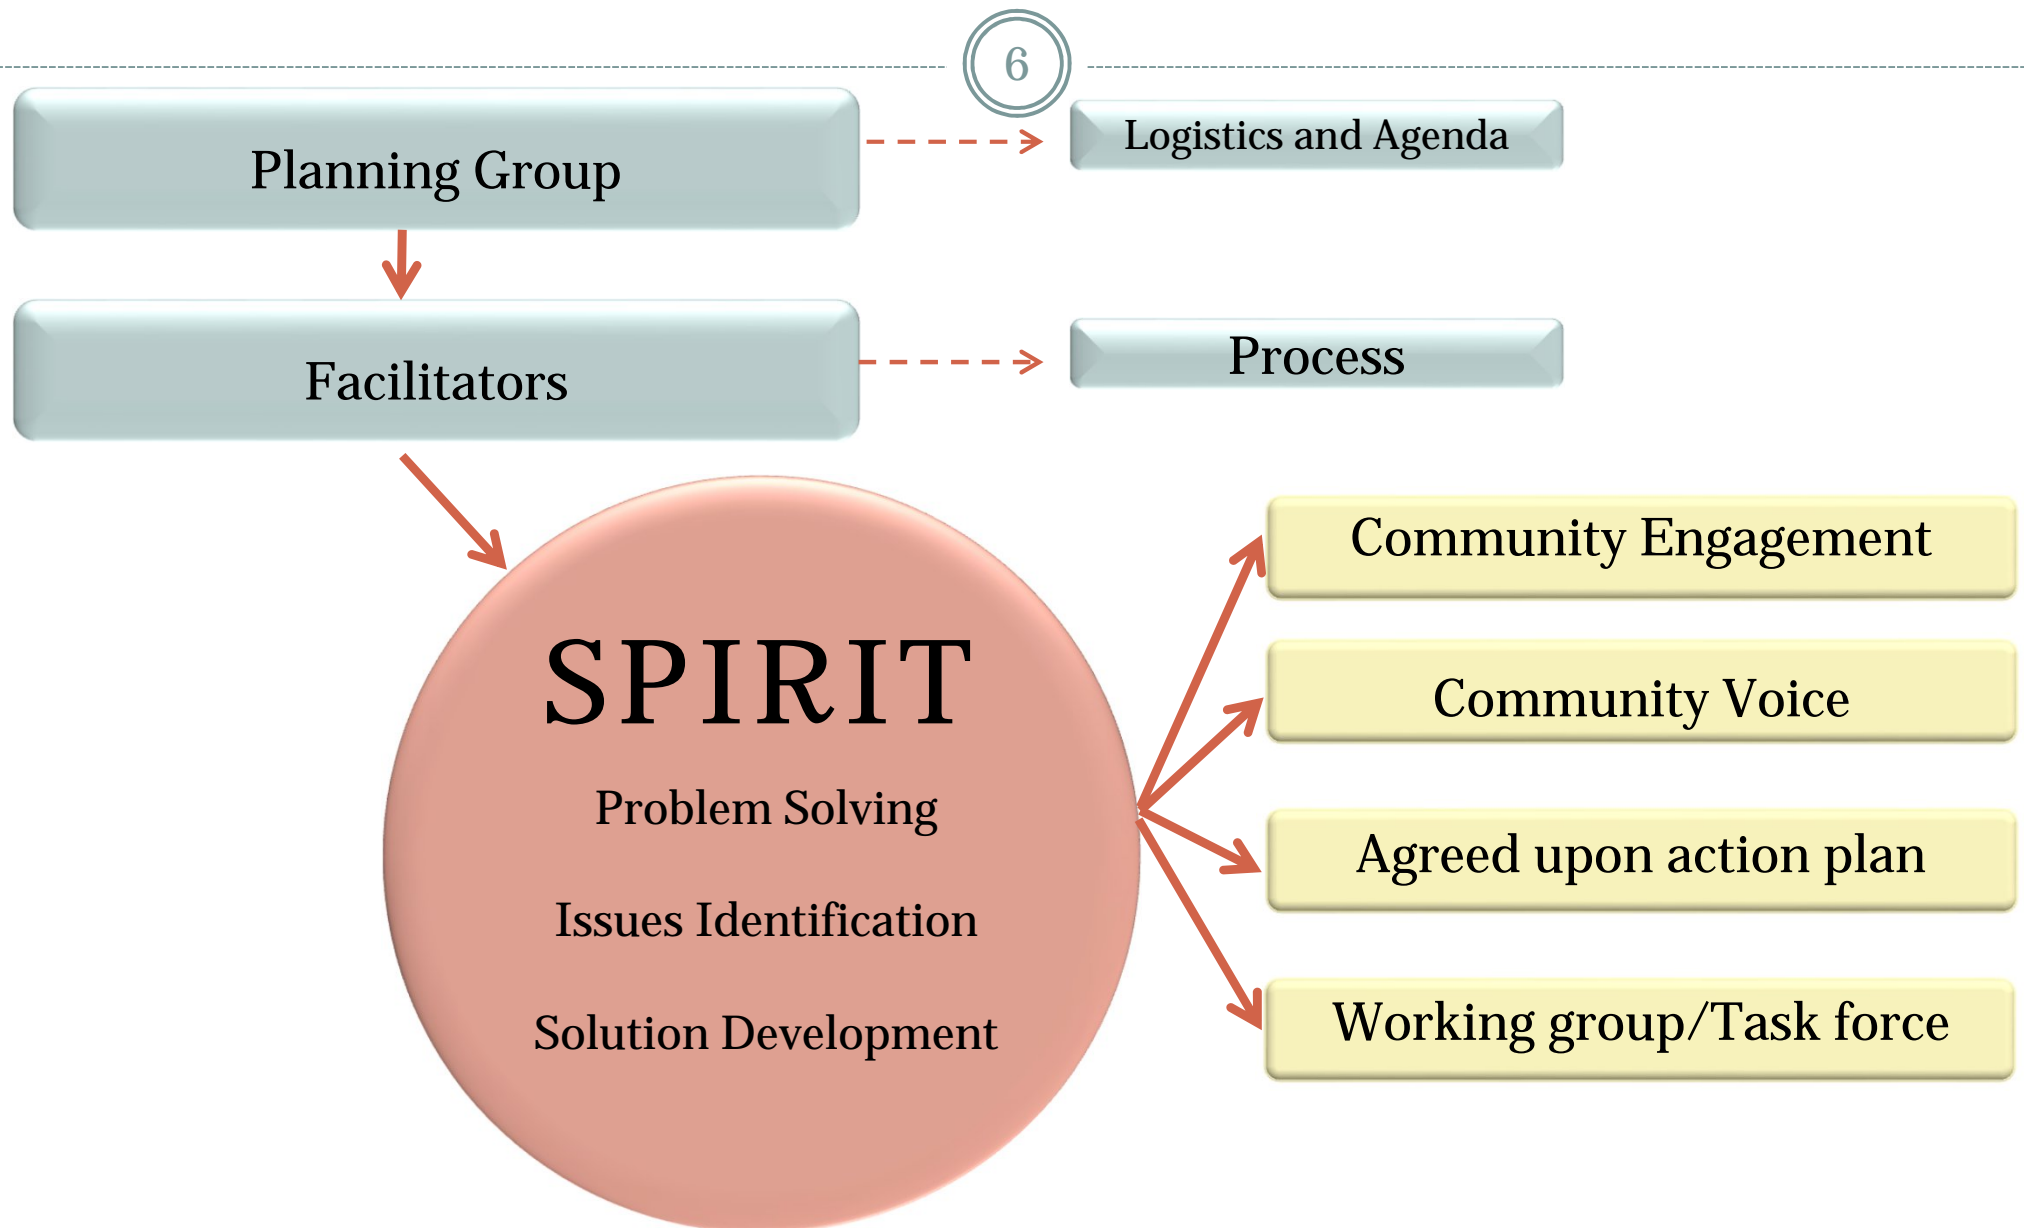 6
Planning Group
Logistics and Agenda
Facilitators
Process
SPIRIT
Problem Solving
Issues Identification
Solution Development
Community Engagement
Community Voice
Agreed upon action plan
Working group/Task force